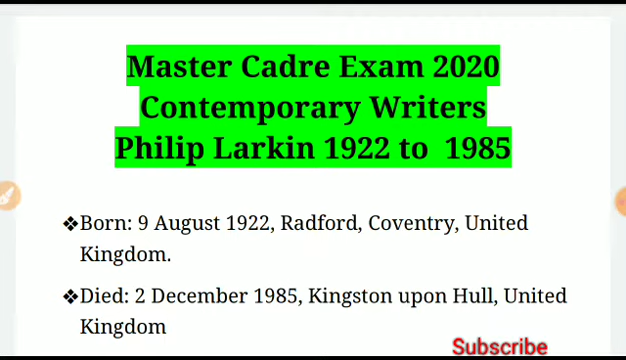 Master Cadre Exam 2020
Contemporary Writers
Philip Larkin 1922 to 1985
❖Born: 9 August 1922, Radford, Coventry, United
Kingdom.
❖Died: 2 December 1985, Kingston upon Hull, United
Kingdom
Subscribe